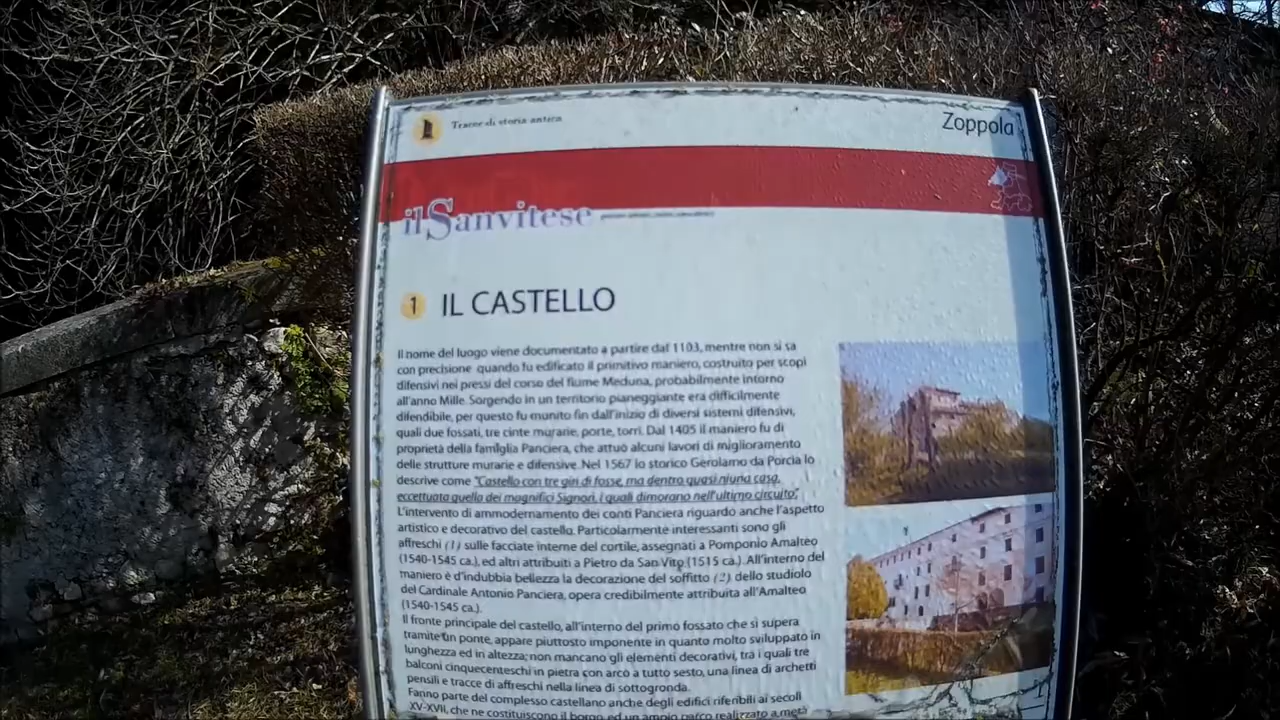 Tracce di storia antica
Zoppola
ilSanvitese
1 IL CASTELLO
Il nome del luogo viene documentato a partire dal 1103, mentre non si sa
con precisione quando fu edificato il primitivo maniero, costruito per scopi
difensivi nei pressi del corso del fiume Meduna, probabilmente intorno
all'anno Mille. Sorgendo in un territorio pianeggiante era difficilmente
difendibile, per questo fu munito fin dall'inizio di diversi sistemi difensivi,
quali due fossati, tre cinte murarie, porte, torri. Dal 1405 il maniero fu di
proprietà della famiglia Panciera, che attuò alcuni lavori di miglioramento
delle strutture murarie e difensive. Nel 1567 lo storico Gerolamo da Porcia lo
descrive come "Castello con tre giri di fosse, ma dentro quasi niuna casa,
eccettuata quella dei magnifici Signori, i quali dimorano nell'ultimo circuito".
L'intervento di ammodernamento dei conti Panciera riguardò anche l'aspetto
artistico e decorativo del castello. Particolarmente interessanti sono gli
affreschi (1) sulle facciate interne del cortile, assegnati a Pomponio Amalteo
(1540-1545 ca.), ed altri attribuiti a Pietro da San Vito (1515 ca.). All'interno del
maniero è d'indubbia bellezza la decorazione del soffitto (2) dello studiolo
del Cardinale Antonio Panciera, opera credibilmente attribuita all'Amalteo
(1540-1545 ca.).
Il fronte principale del castello, all'interno del primo fossato che si supera
tramite un ponte, appare piuttosto imponente in quanto molto sviluppato in
lunghezza ed in altezza; non mancano gli elementi decorativi, tra i quali tre
balconi cinquecenteschi in pietra con arco a tutto sesto, una linea di archetti
pensili e tracce di affreschi nella linea di sottogronda.
Fanno parte del complesso castellano anche degli edifici riferibili ai secoli
XV-XVII, che ne costituiscono il borgo, ed un ampio parco realizzato a metà